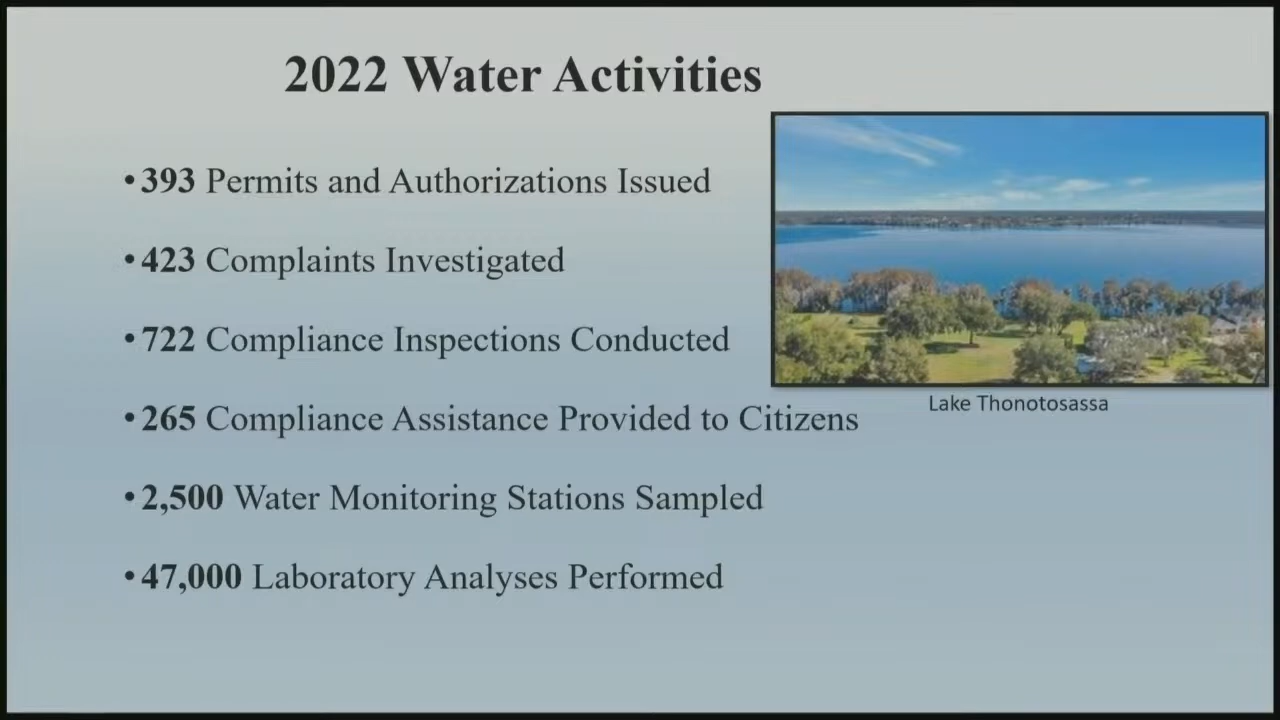 2022 Water Activities
•393 Permits and Authorizations Issued
•423 Complaints Investigated
•722 Compliance Inspections Conducted
•265 Compliance Assistance Provided to Citizens
•2,500 Water Monitoring Stations Sampled
•47,000 Laboratory Analyses Performed
Lake Thonotosassa